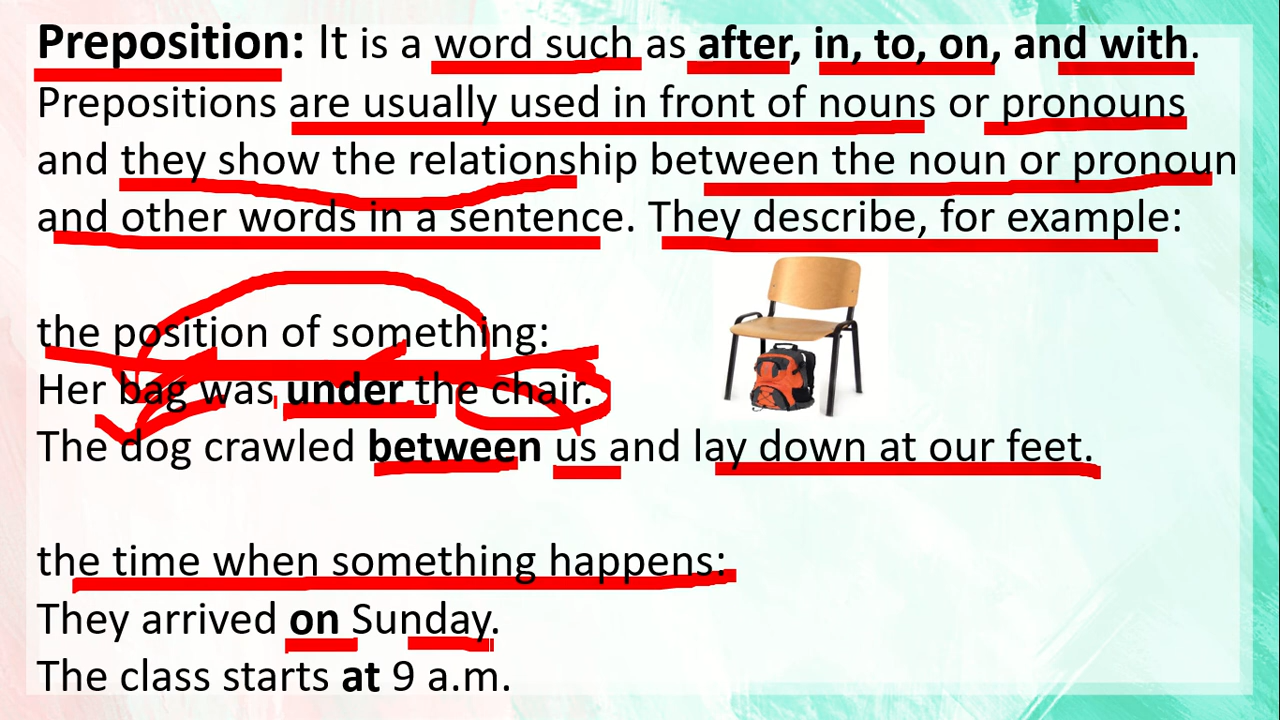 Preposition: It is a word such as after, in, to, on, and with.
Prepositions are usually used in front of nouns or pronouns
and they show the relationship between the noun or pronoun
and other words in a sentence. They describe, for example:
the position of something:
Her bag was under the chair.
The dog crawled between us and lay down at our feet.
the time when something happens:
They arrived on Sunday.
The class starts at 9 a.m.